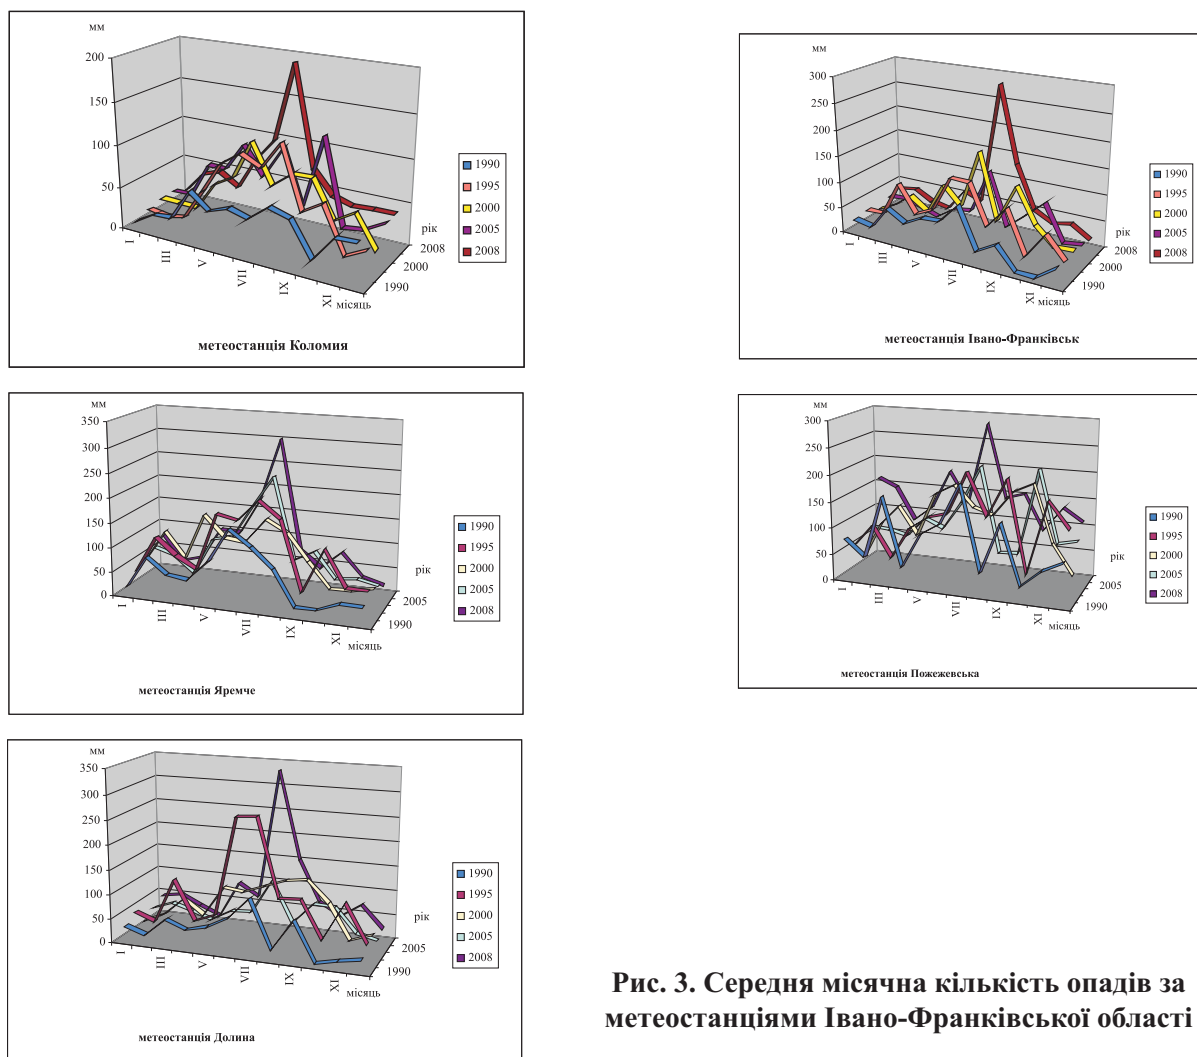 мм
200
150
100
50
0
I
III
V
VII
IX
XI
місяць
1990
2000
2008
рік
1990
1995
2000
2005
2008
метеостанція Коломия
мм
300
250
200
150
100
50
0
I
III
V
VII
IX
XI
місяць
1990
2000
2008
рік
1990
1995
2000
2005
2008
метеостанція Івано-Франківськ
мм
350
300
250
200
150
100
50
0
I
III
V
VII
IX
XI
місяць
1990
2005
рік
1990
1995
2000
2005
2008
метеостанція Яремче
мм
300
250
200
150
100
50
0
I
III
V
VII
IX
XI
місяць
1990
2005
рік
1990
1995
2000
2005
2008
метеостанція Пожежевська
мм
350
300
250
200
150
100
50
0
I
III
V
VII
IX
XI
місяць
1990
2005
рік
1990
1995
2000
2005
2008
метеостанція Долина
Рис. 3. Середня місячна кількість опадів за
метеостанціями Івано-Франківської області